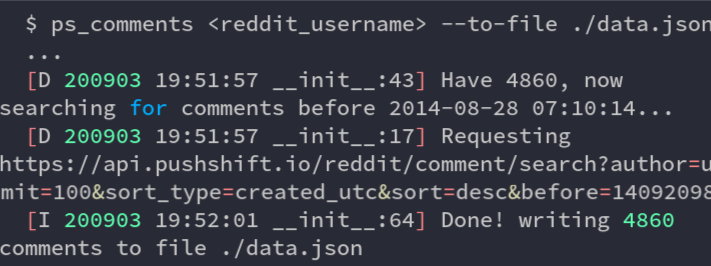 $ ps_comments <reddit_username> --to-file ./data.json
...
[D 200903 19:51:57 __init__:43] Have 4860, now
searching for comments before 2014-08-28 07:10:14...
[D 200903 19:51:57 __init__:17] Requesting
https://api.pushshift.io/reddit/comment/search?author=u
mit=100&sort_type=created_utc&sort=desc&before=14092098
[I 200903 19:52:01 __init__:64] Done! writing 4860
comments to file ./data.json